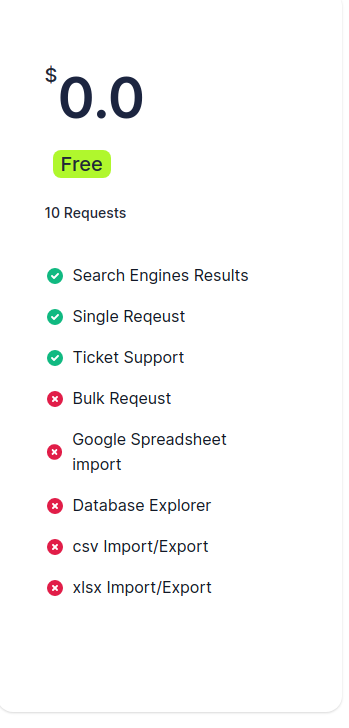 $0.0
Free
10 Requests
Search Engines Results
Single Reqeust
Ticket Support
Bulk Reqeust
Google Spreadsheet
import
Database Explorer
csv Import/Export
xlsx Import/Export